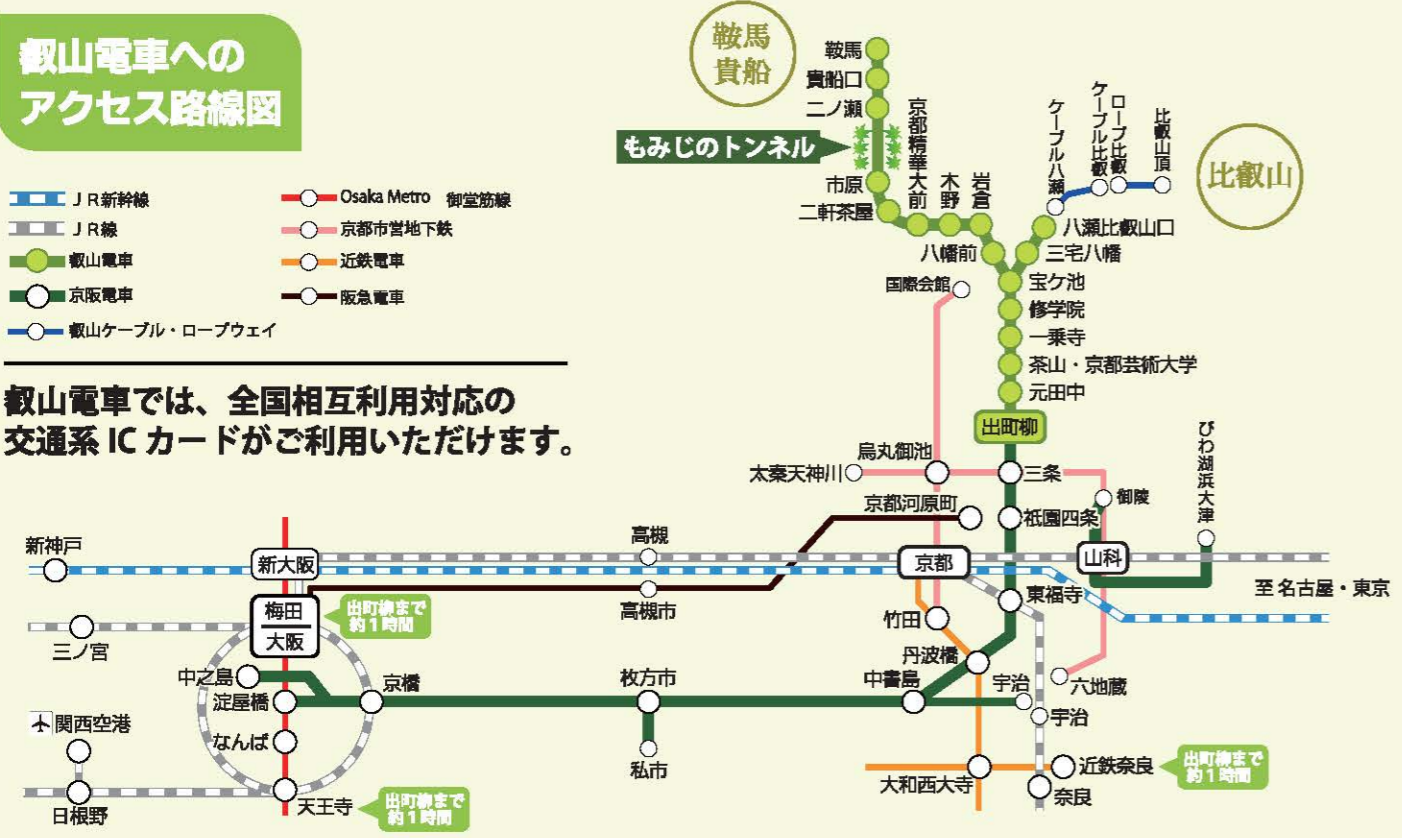 叡山電車への
アクセス路線図
JR新幹線
JR線
叡山電車
京阪電車
叡山ケーブル・ロープウェイ
Osaka Metro 御堂筋線
京都市営地下鉄
近鉄電車
阪急電車
叡山電車では、全国相互利用対応の
交通系ICカードがご利用いただけます。
鞍馬
貴船
鞍馬
貴船口
二ノ瀬
もみじのトンネル
市原
二軒茶屋
京都精華大前
木野
岩倉
八幡前
ケーブル八瀬
ケーブル比叡
ロープ比叡
比叡山頂
比叡山
八瀬比叡山口
三宅八幡
宝ケ池
修学院
一乗寺
茶山・京都芸術大学
元田中
出町柳
国際会館
烏丸御池
太秦天神川
三条
京都河原町
祇園四条
御陵
びわ湖浜大津
新神戸
新大阪
高槻
京都
山科
至名古屋・東京
梅田
大阪
出町柳まで
約1時間
高槻市
竹田
東福寺
三ノ宮
中之島
淀屋橋
京橋
枚方市
中書島
丹波橋
宇治
六地蔵
宇治
関西空港
なんば
私市
大和西大寺
近鉄奈良
出町柳まで
約1時間
奈良
日根野
天王寺
出町柳まで
約1時間